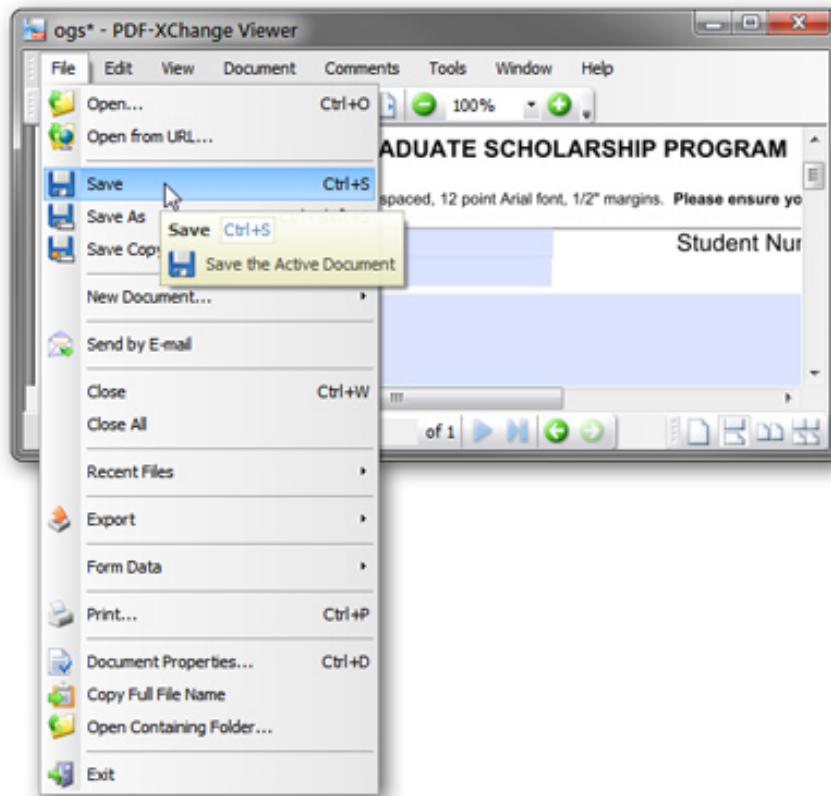 ogs* - PDF-XChange Viewer
File Edit View Document Comments Tools Window Help
Open... Ctrl+O
100%
Open from URL...
ADUATE SCHOLARSHIP PROGRAM
Save Ctrl+S
spaced, 12 point Arial font, 1/2" margins. Please ensure yo
Save As
Save Ctrl+S
Save Copy
Student Nur
Save the Active Document
New Document...
Send by E-mail
Close Ctrl+W
Close All
of 1
Recent Files
Export
Form Data
Print... Ctrl+P
Document Properties... Ctrl+D
Copy Full File Name
Open Containing Folder...
Exit